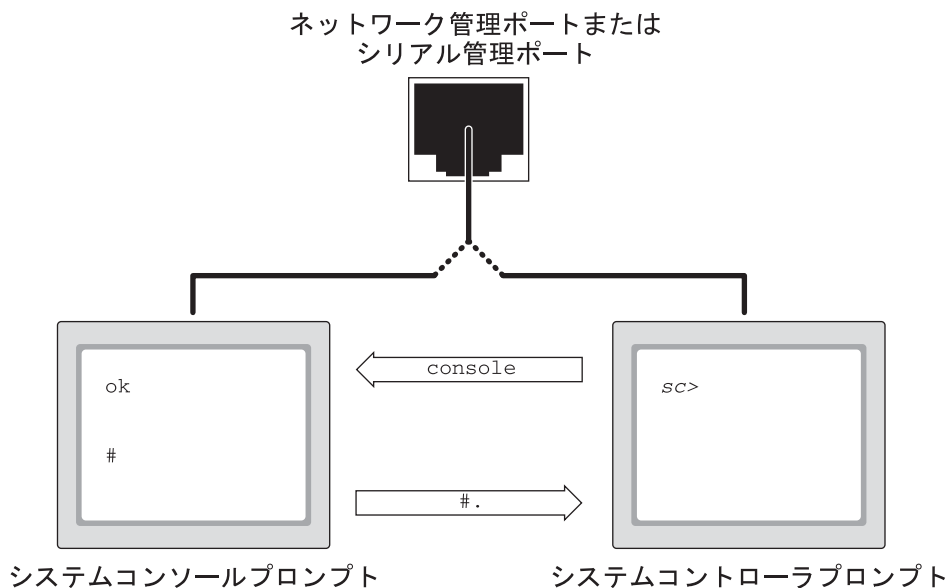 ネットワーク管理ポートまたは
シリアル管理ポート
console
ok
sc>
#
#.
システムコンソールプロンプト
システムコントローラプロンプト